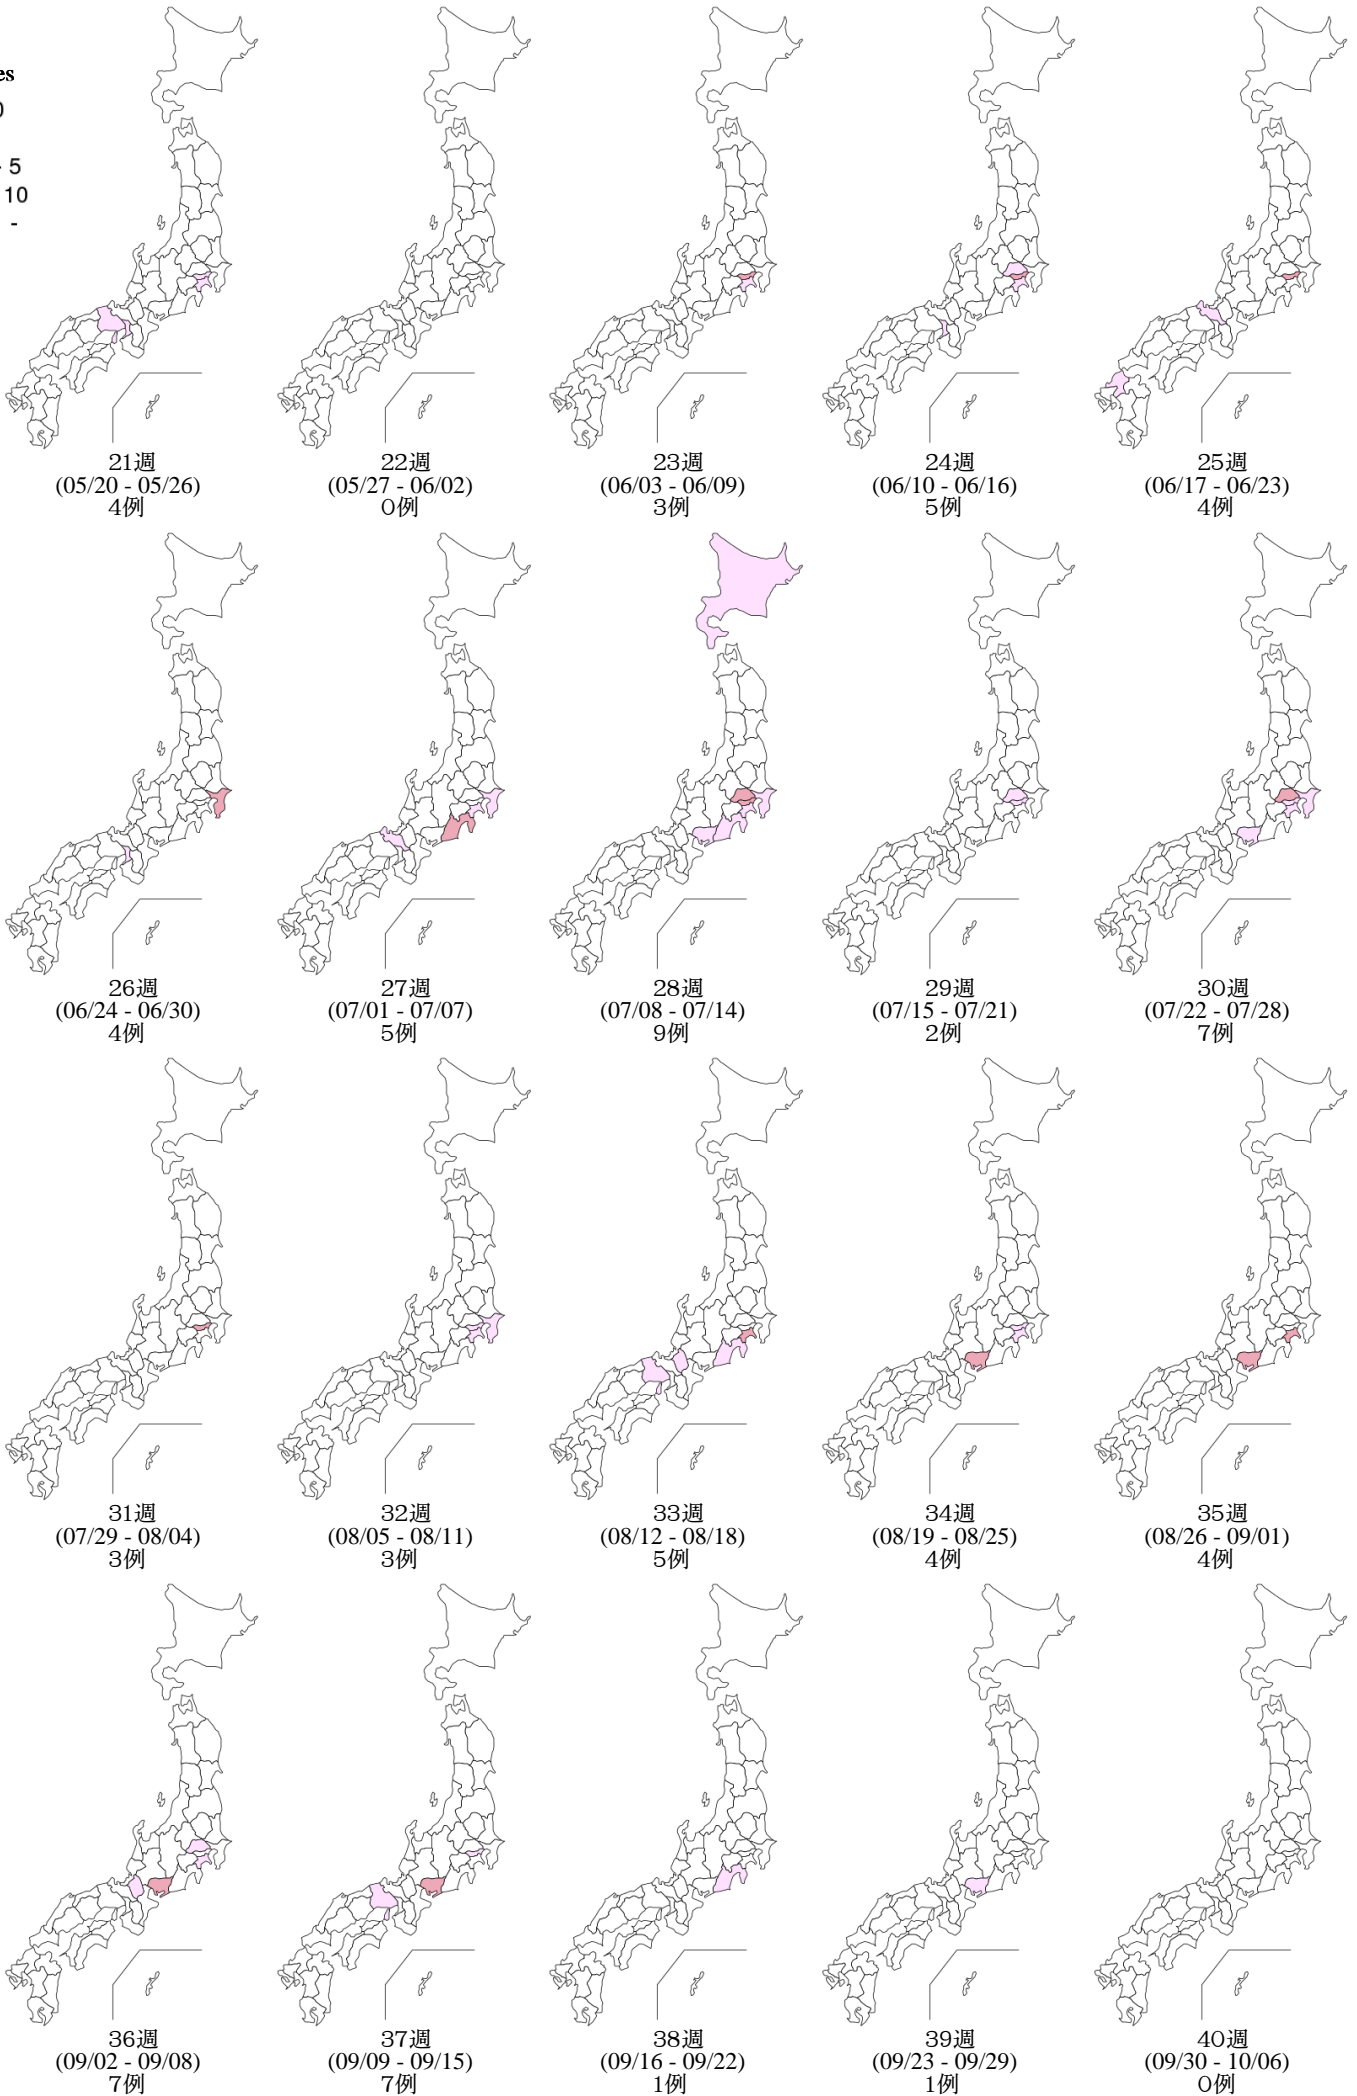 es
0
- 5
10
-
21週
(05/20 - 05/26)
4例
22週
(05/27 - 06/02)
0例
23週
(06/03 - 06/09)
3例
24週
(06/10 - 06/16)
5例
25週
(06/17 - 06/23)
4例
26週
(06/24 - 06/30)
4例
27週
(07/01 - 07/07)
5例
28週
(07/08 - 07/14)
9例
29週
(07/15 - 07/21)
2例
30週
(07/22 - 07/28)
7例
31週
(07/29 - 08/04)
3例
32週
(08/05 - 08/11)
3例
33週
(08/12 - 08/18)
5例
34週
(08/19 - 08/25)
4例
35週
(08/26 - 09/01)
4例
36週
(09/02 - 09/08)
7例
37週
(09/09 - 09/15)
7例
38週
(09/16 - 09/22)
1例
39週
(09/23 - 09/29)
1例
40週
(09/30 - 10/06)
0例